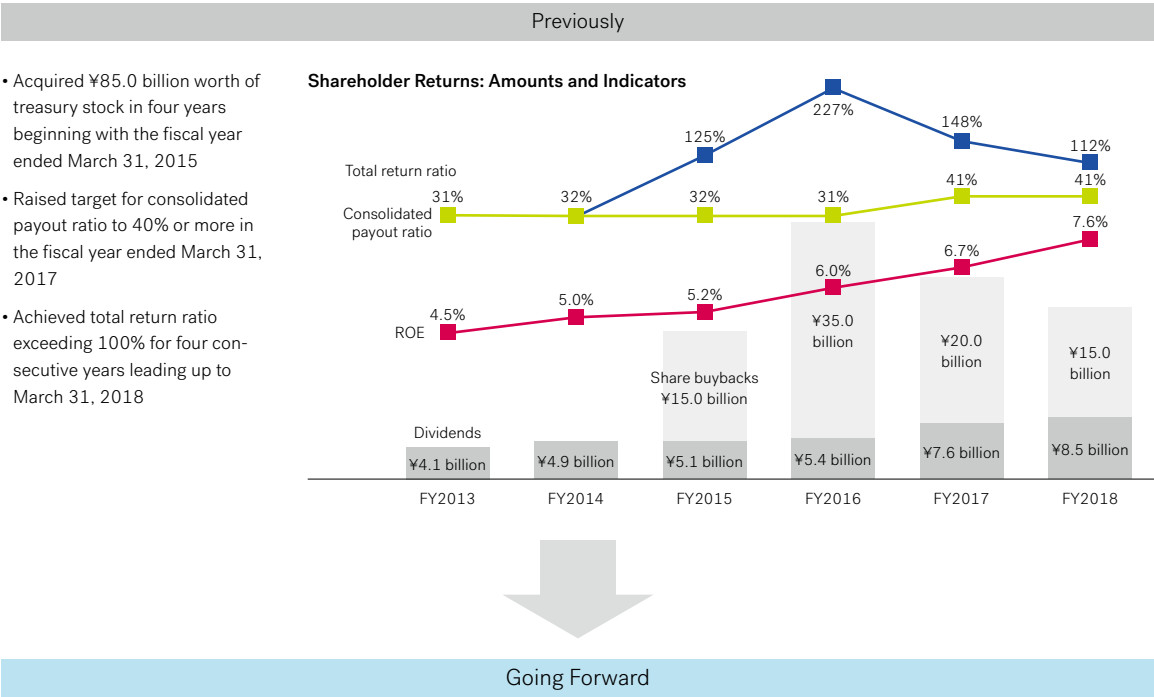 Previously
• Acquired ¥85.0 billion worth of
treasury stock in four years
beginning with the fiscal year
ended March 31, 2015
• Raised target for consolidated
payout ratio to 40% or more in
the fiscal year ended March 31,
2017
• Achieved total return ratio
exceeding 100% for four con-
secutive years leading up to
March 31, 2018
Shareholder Returns: Amounts and Indicators
227%
148%
125%
112%
Total return ratio
31%
32%
32%
31%
41%
41%
Consolidated
payout ratio
7.6%
6.7%
6.0%
5.2%
5.0%
4.5%
ROE
¥35.0
billion
¥20.0
billion
¥15.0
billion
Share buybacks
¥15.0 billion
Dividends
¥4.1 billion
¥4.9 billion
¥5.1 billion
¥5.4 billion
¥7.6 billion
¥8.5 billion
FY2013
FY2014
FY2015
FY2016
FY2017
FY2018
Going Forward